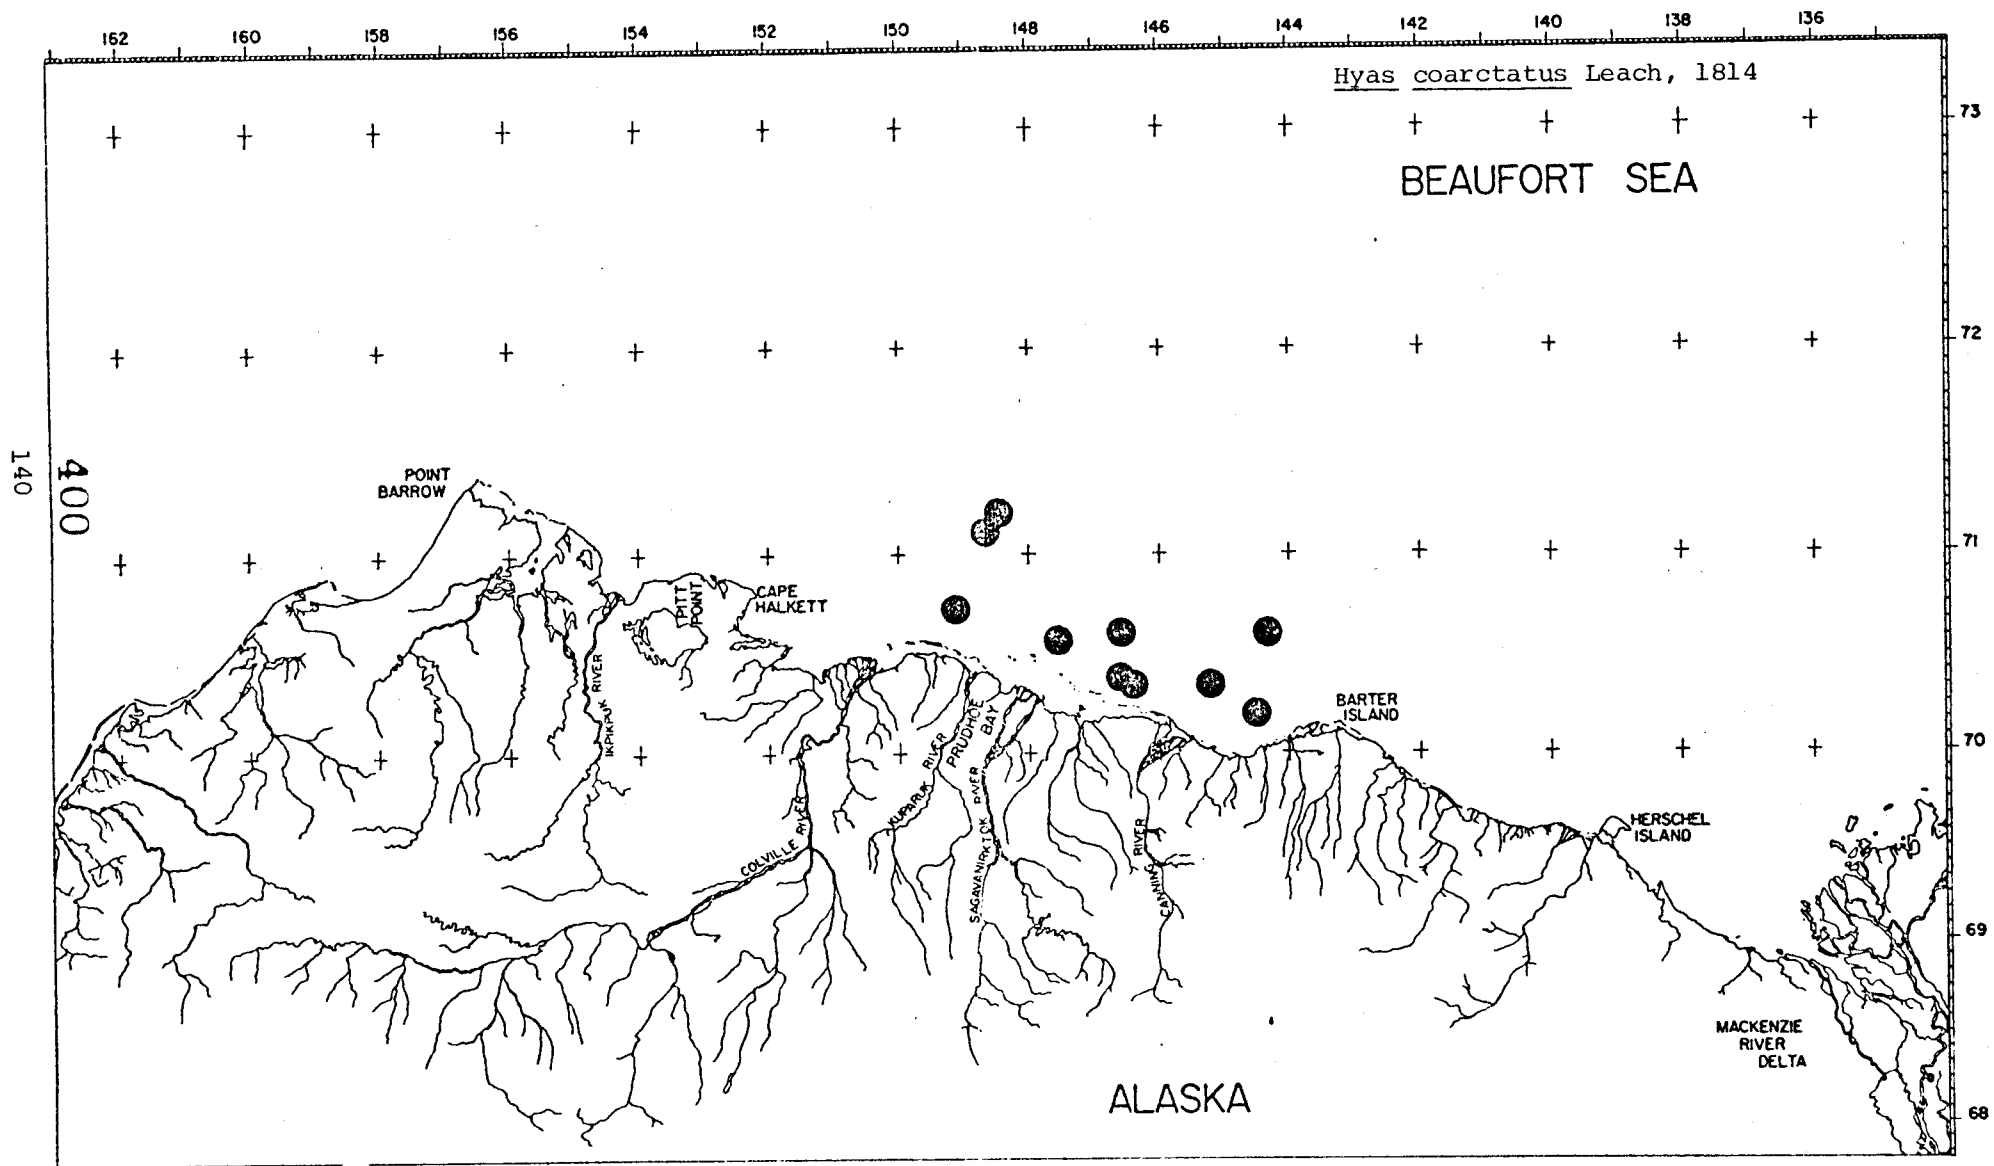 162 160 158 156 154 152 150 148 146 144 142 140 138 136
Hyas coarctatus Leach, 1814
73
BEAUFORT SEA
72
140
400
POINT
BARROW
71
PITT
POINT
CAPE
HALKETT
IKPIKPUK RIVER
PRUDHOE
BAY
BARTER
ISLAND
70
KUPARUK RIVER
SAGAVANIRKTOK RIVER
COLVILLE RIVER
CANNING RIVER
HERSCHEL
ISLAND
69
MACKENZIE
RIVER
DELTA
ALASKA
68